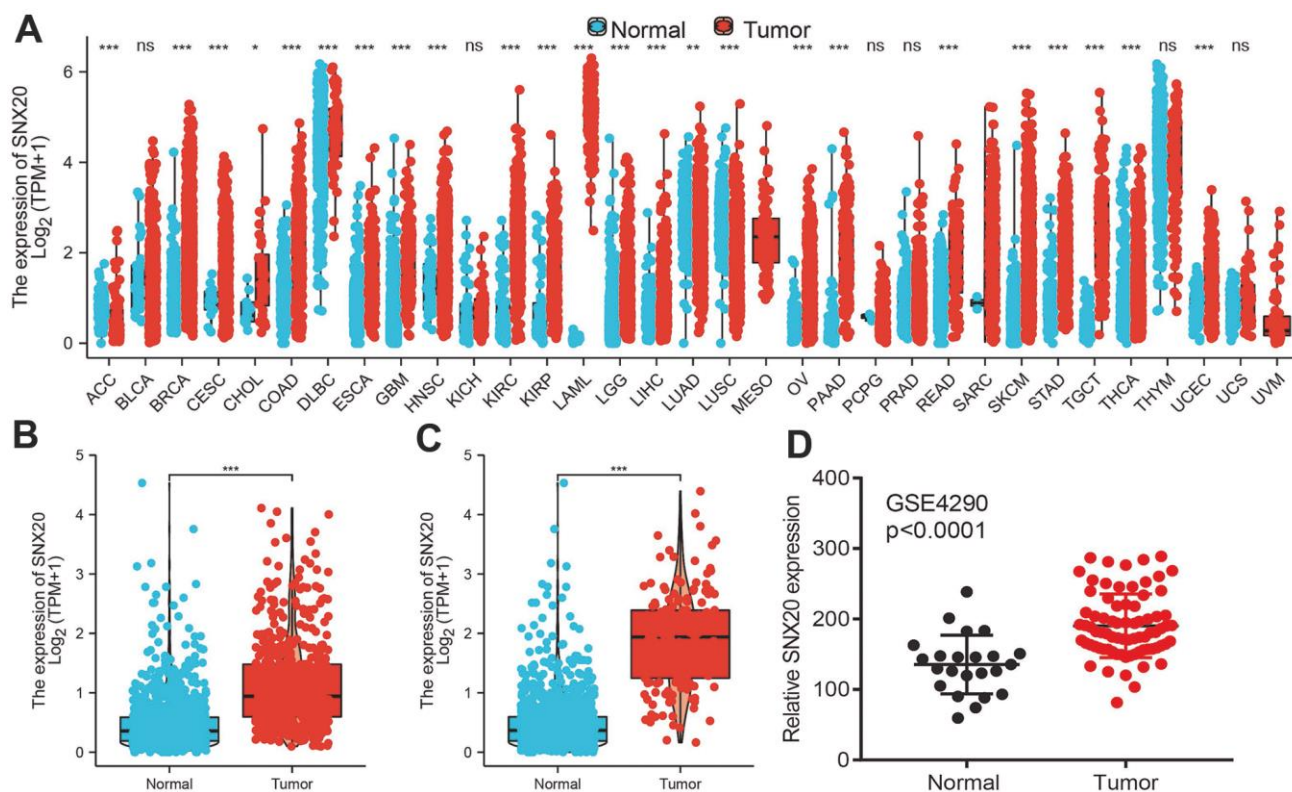 A
Normal Tumor
*** ns *** *** * *** *** *** *** *** ns *** *** *** *** *** ** *** *** *** ns ns *** *** *** *** *** ns *** ns
The expression of SNX20
Log2 (TPM+1)
6
4
2
0
ACC BLCA BRCA CESC CHOL COAD DLBC ESCA GBM HNSC KICH KIRC KIRP LAML LGG LIHC LUAD LUSC MESO OV PAAD PCPG PRAD READ SARC SKCM STAD TGCT THCA THYM UCEC UCS UVM
B
The expression of SNX20
Log2 (TPM+1)
5
4
3
2
1
0
***
Normal Tumor
C
The expression of SNX20
Log2 (TPM+1)
5
4
3
2
1
0
***
Normal Tumor
D
Relative SNX20 expression
400
300
200
100
0
GSE4290
p<0.0001
Normal Tumor